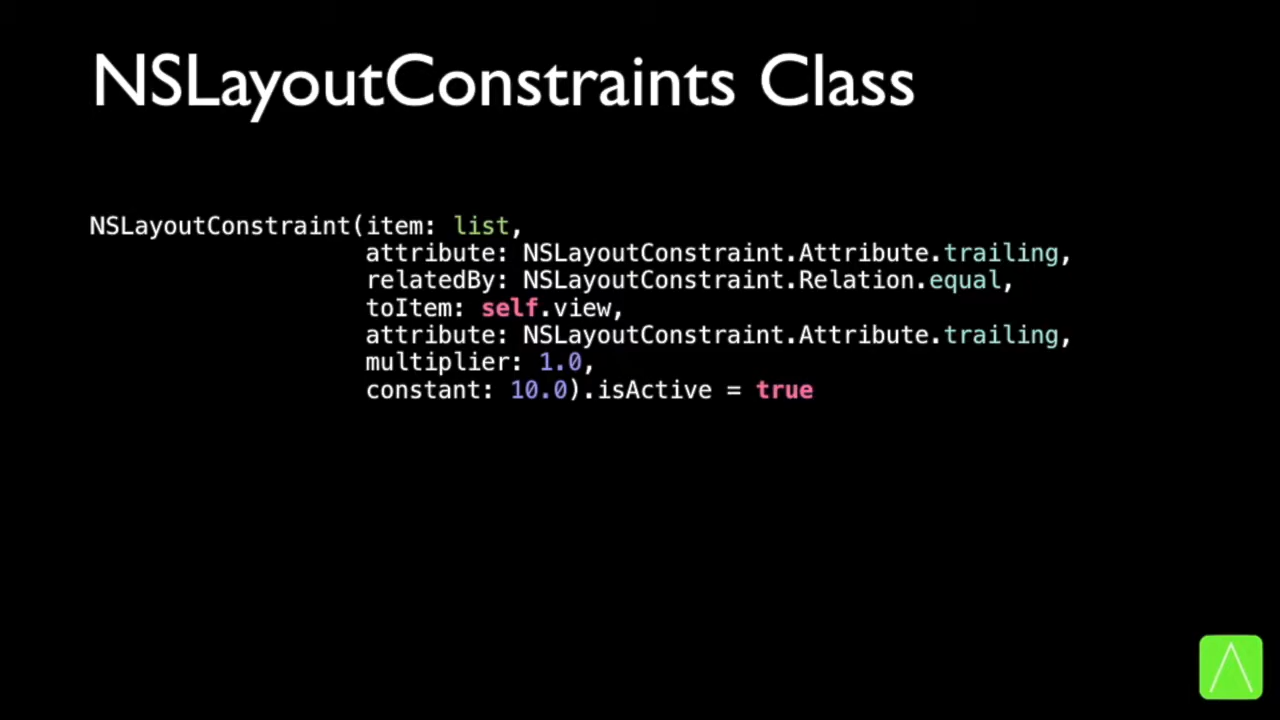 NSLayoutConstraints Class
NSLayoutConstraint(item: list,
attribute: NSLayoutConstraint.Attribute.trailing,
relatedBy: NSLayoutConstraint.Relation.equal,
toItem: self.view,
attribute: NSLayoutConstraint.Attribute.trailing,
multiplier: 1.0,
constant: 10.0).isActive = true